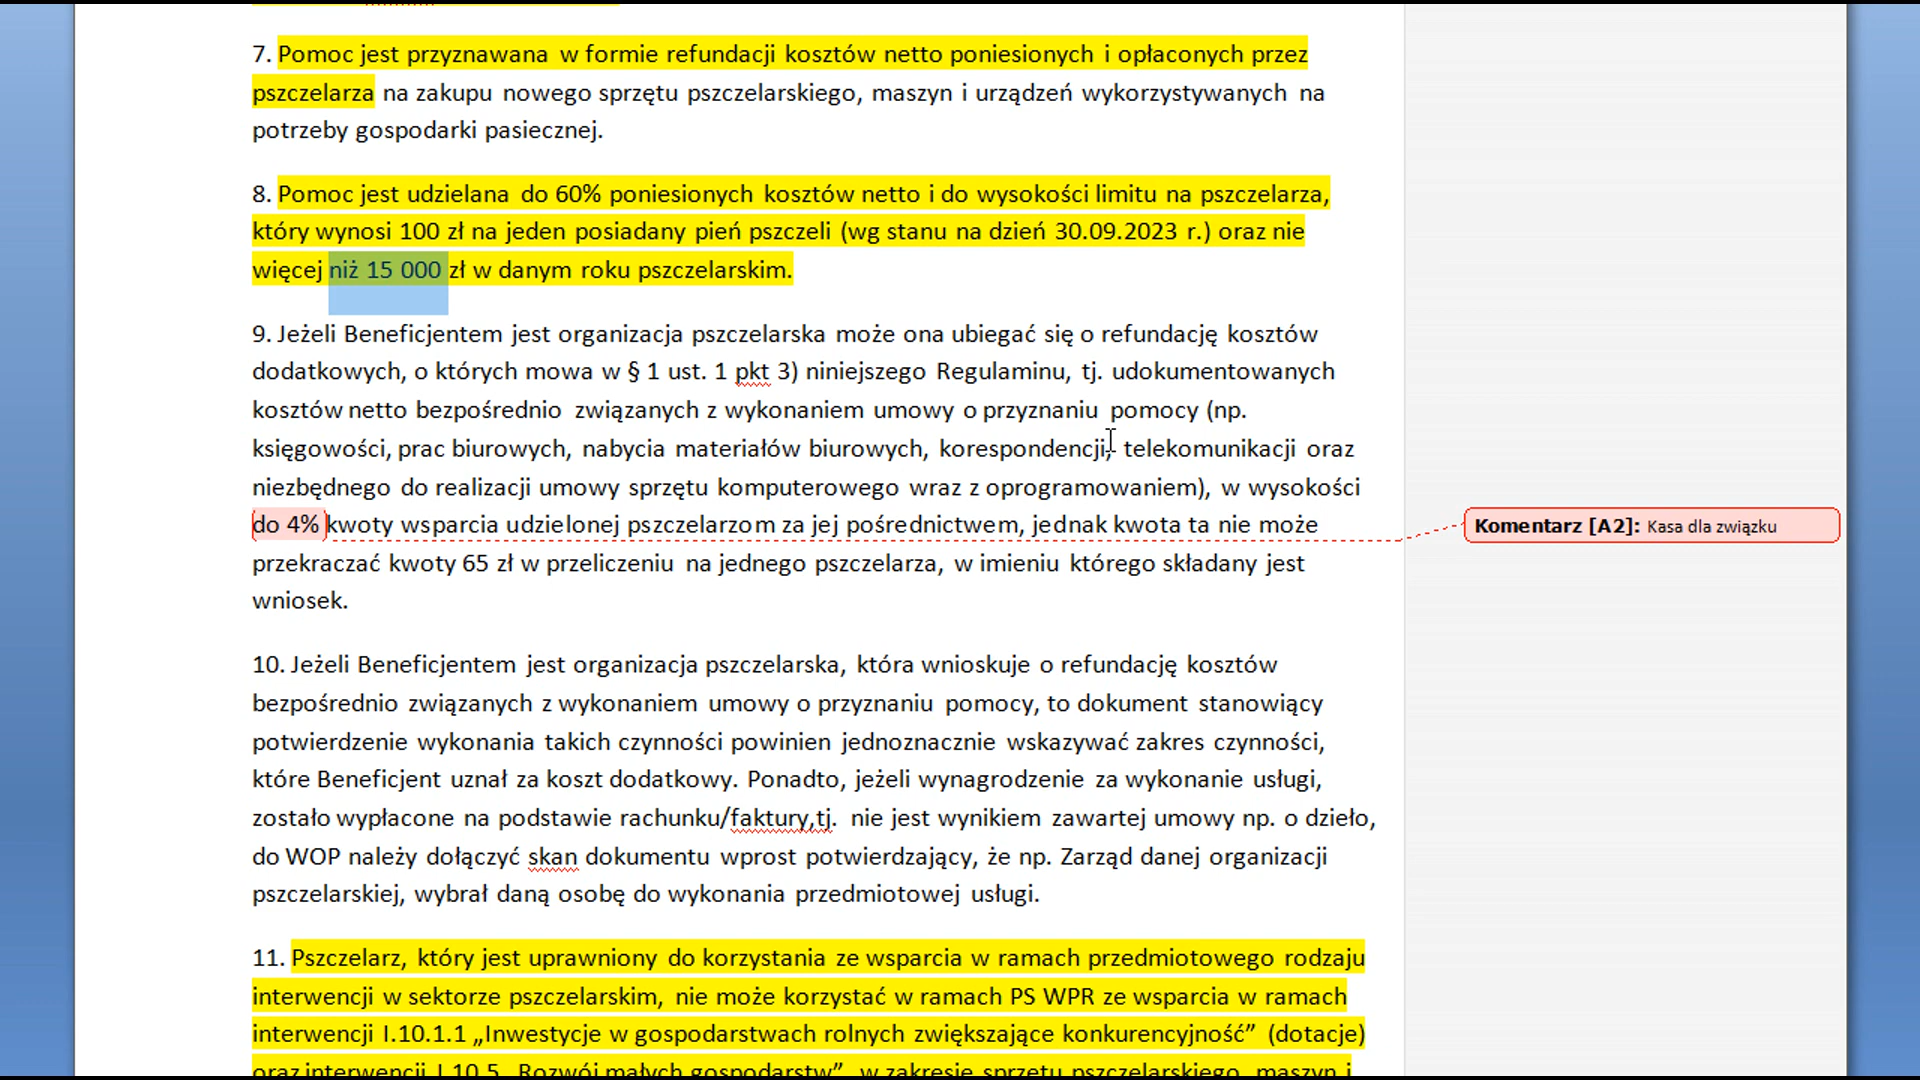 7. Pomoc jest przyznawana w formie refundacji kosztów netto poniesionych i opłaconych przez
pszczelarza na zakupu nowego sprzętu pszczelarskiego, maszyn i urządzeń wykorzystywanych na
potrzeby gospodarki pasiecznej.
8. Pomoc jest udzielana do 60% poniesionych kosztów netto i do wysokości limitu na pszczelarza,
który wynosi 100 zł na jeden posiadany pień pszczeli (wg stanu na dzień 30.09.2023 r.) oraz nie
więcej niż 15 000 zł w danym roku pszczelarskim.
9. Jeżeli Beneficjentem jest organizacja pszczelarska może ona ubiegać się o refundację kosztów
dodatkowych, o których mowa w § 1 ust. 1 pkt 3) niniejszego Regulaminu, tj. udokumentowanych
kosztów netto bezpośrednio związanych z wykonaniem umowy o przyznaniu pomocy (np.
księgowości, prac biurowych, nabycia materiałów biurowych, korespondencji, telekomunikacji oraz
niezbędnego do realizacji umowy sprzętu komputerowego wraz z oprogramowaniem), w wysokości
do 4% kwoty wsparcia udzielonej pszczelarzom za jej pośrednictwem, jednak kwota ta nie może
Komentarz [A2]: Kasa dla związku
przekraczać kwoty 65 zł w przeliczeniu na jednego pszczelarza, w imieniu którego składany jest
wniosek.
10. Jeżeli Beneficjentem jest organizacja pszczelarska, która wnioskuje o refundację kosztów
bezpośrednio związanych z wykonaniem umowy o przyznaniu pomocy, to dokument stanowiący
potwierdzenie wykonania takich czynności powinien jednoznacznie wskazywać zakres czynności,
które Beneficjent uznał za koszt dodatkowy. Ponadto, jeżeli wynagrodzenie za wykonanie usługi,
zostało wypłacone na podstawie rachunku/faktury,tj. nie jest wynikiem zawartej umowy np. o dzieło,
do WOP należy dołączyć skan dokumentu wprost potwierdzający, że np. Zarząd danej organizacji
pszczelarskiej, wybrał daną osobę do wykonania przedmiotowej usługi.
11. Pszczelarz, który jest uprawniony do korzystania ze wsparcia w ramach przedmiotowego rodzaju
interwencji w sektorze pszczelarskim, nie może korzystać w ramach PS WPR ze wsparcia w ramach
interwencji I.10.1.1 „Inwestycje w gospodarstwach rolnych zwiększające konkurencyjność” (dotacje)
oraz interwencji I.10.5 „Rozwój małych gospodarstw”, w zakresie sprzętu pszczelarskiego, maszyn i